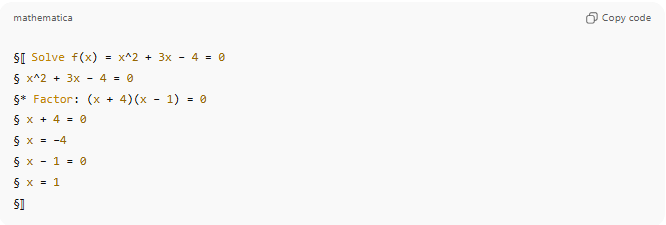 mathematica
Copy code
§⟦ Solve f(x) = x^2 + 3x - 4 = 0
§ x^2 + 3x - 4 = 0
§* Factor: (x + 4)(x - 1) = 0
§ x + 4 = 0
§ x = -4
§ x - 1 = 0
§ x = 1
§⟧